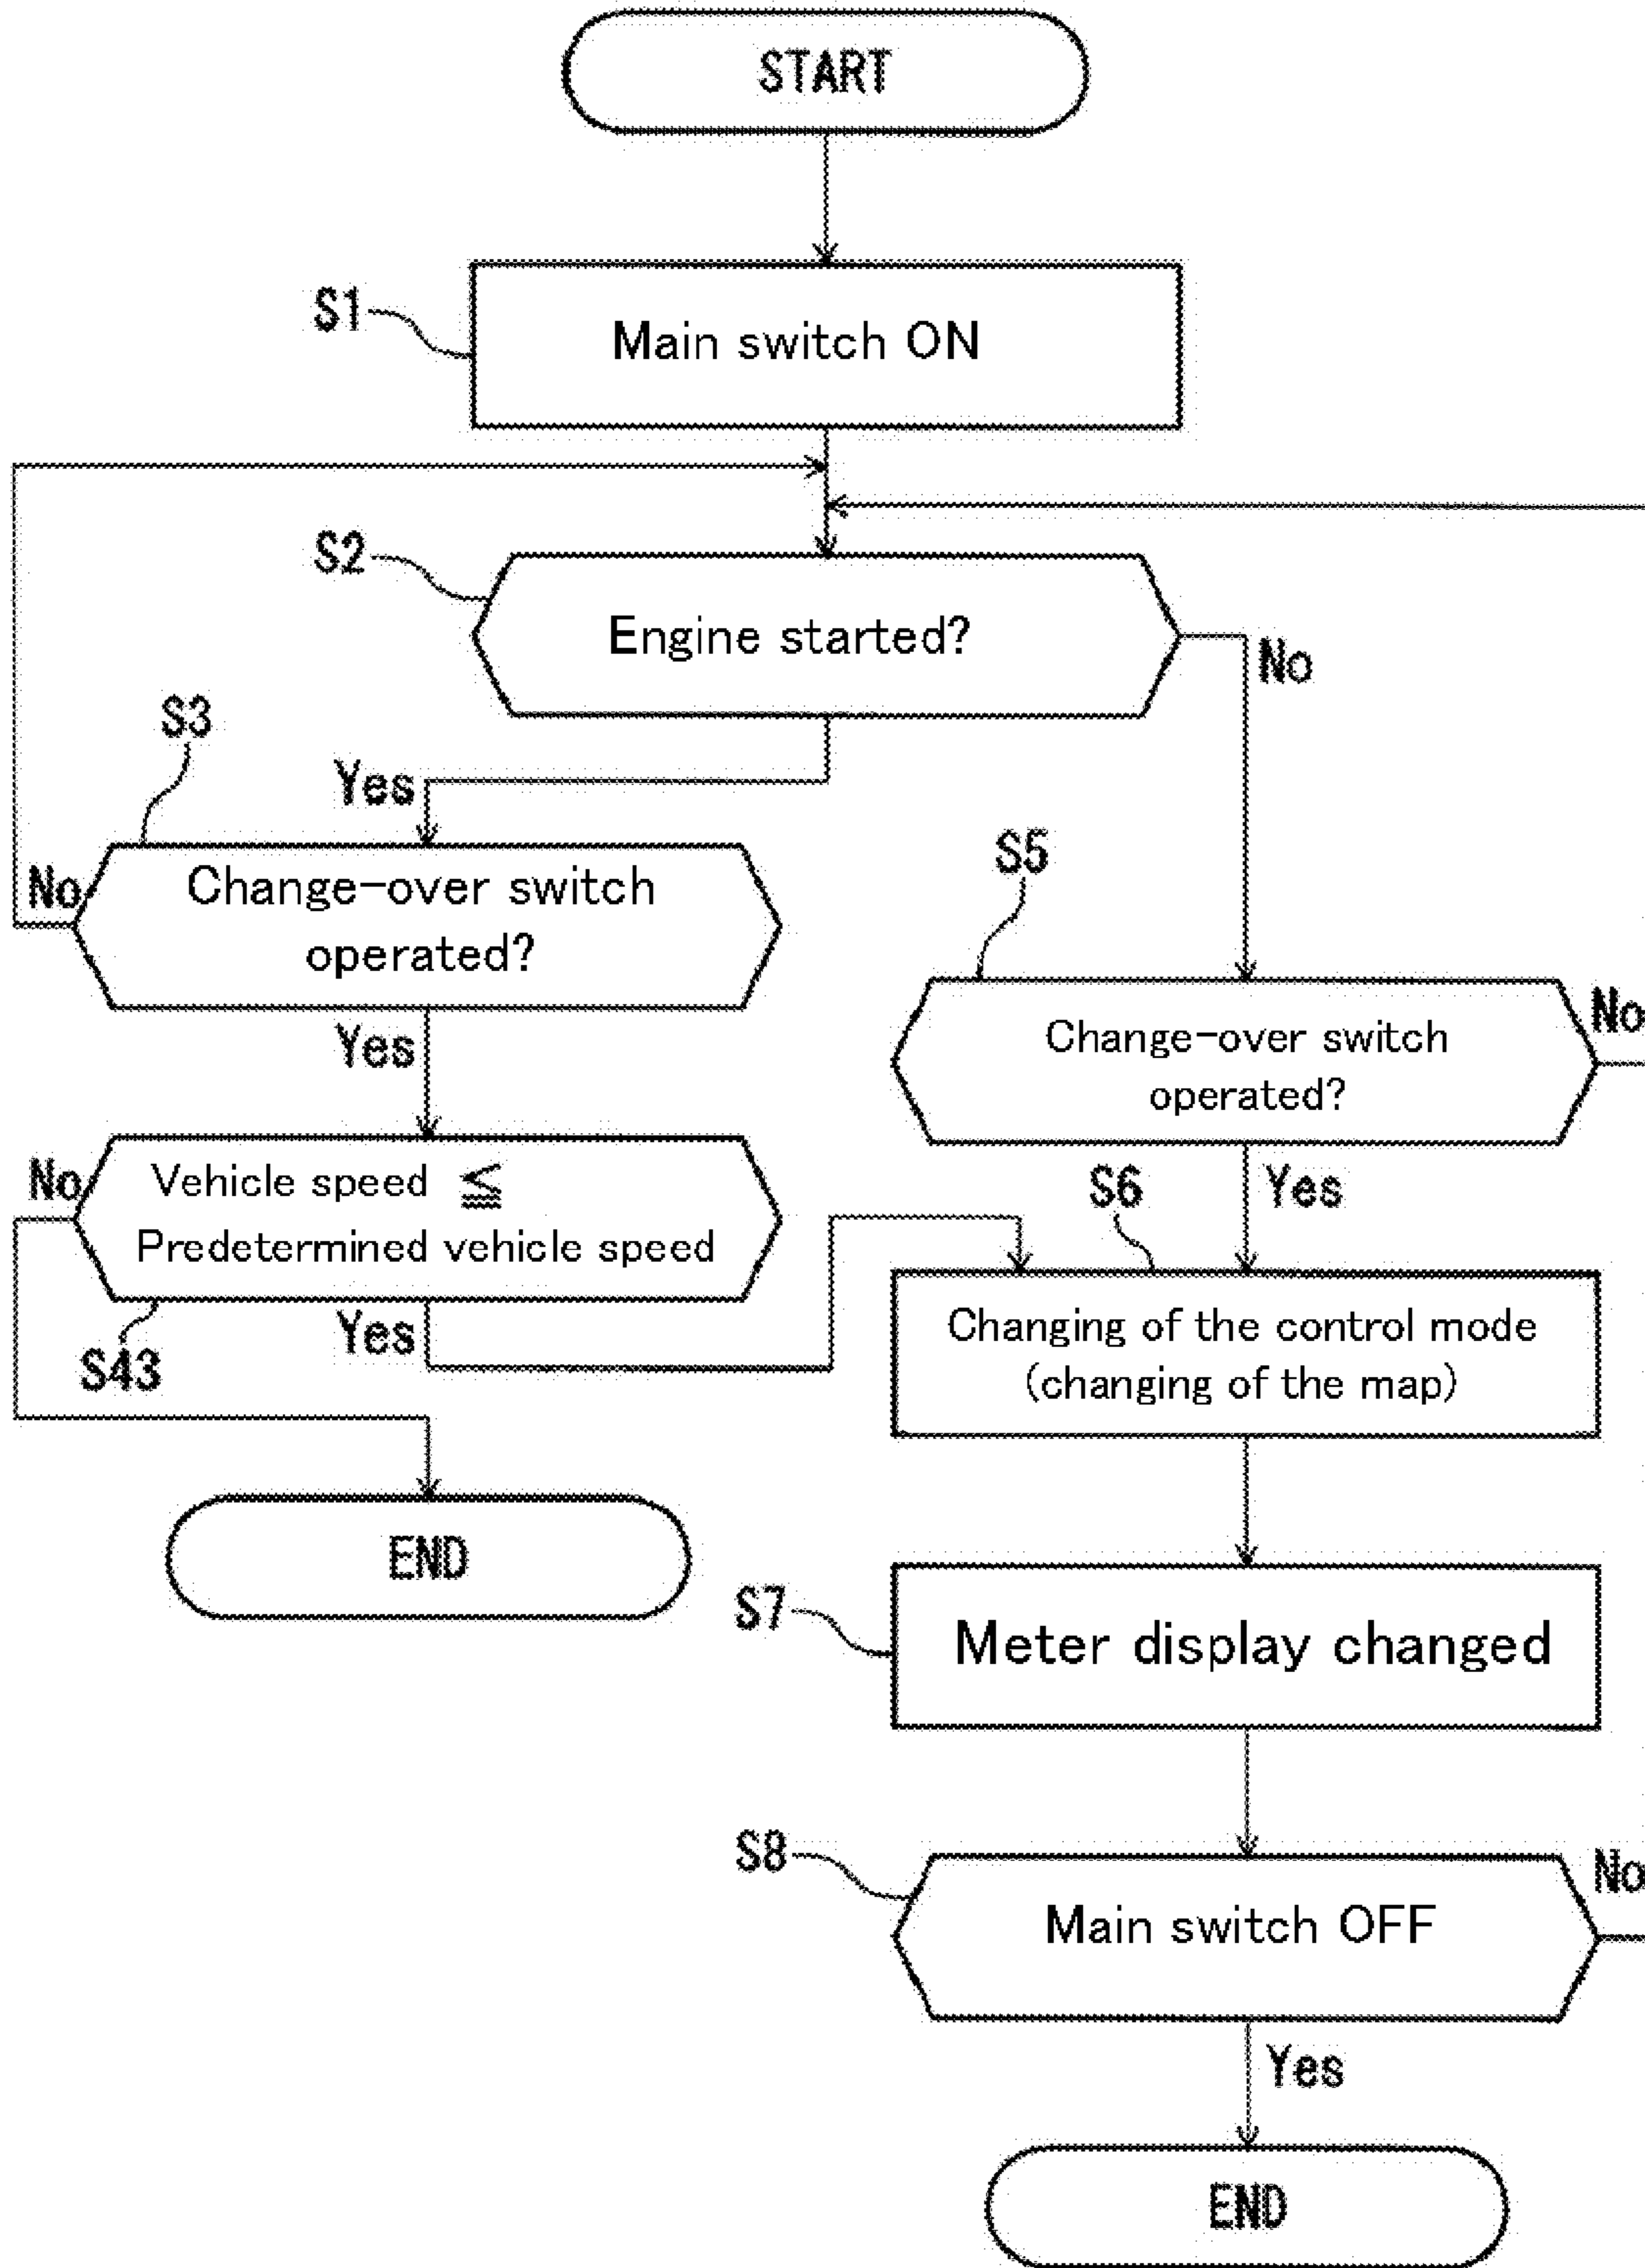 START
S1
Main switch ON
S2
Engine started?
No
S3
Yes
No
Change-over switch
operated?
S5
No
Change-over switch
operated?
Yes
No
Vehicle speed ≦
Predetermined vehicle speed
S43
Yes
S6
Yes
Changing of the control mode
(changing of the map)
END
S7
Meter display changed
S8
No
Main switch OFF
Yes
END